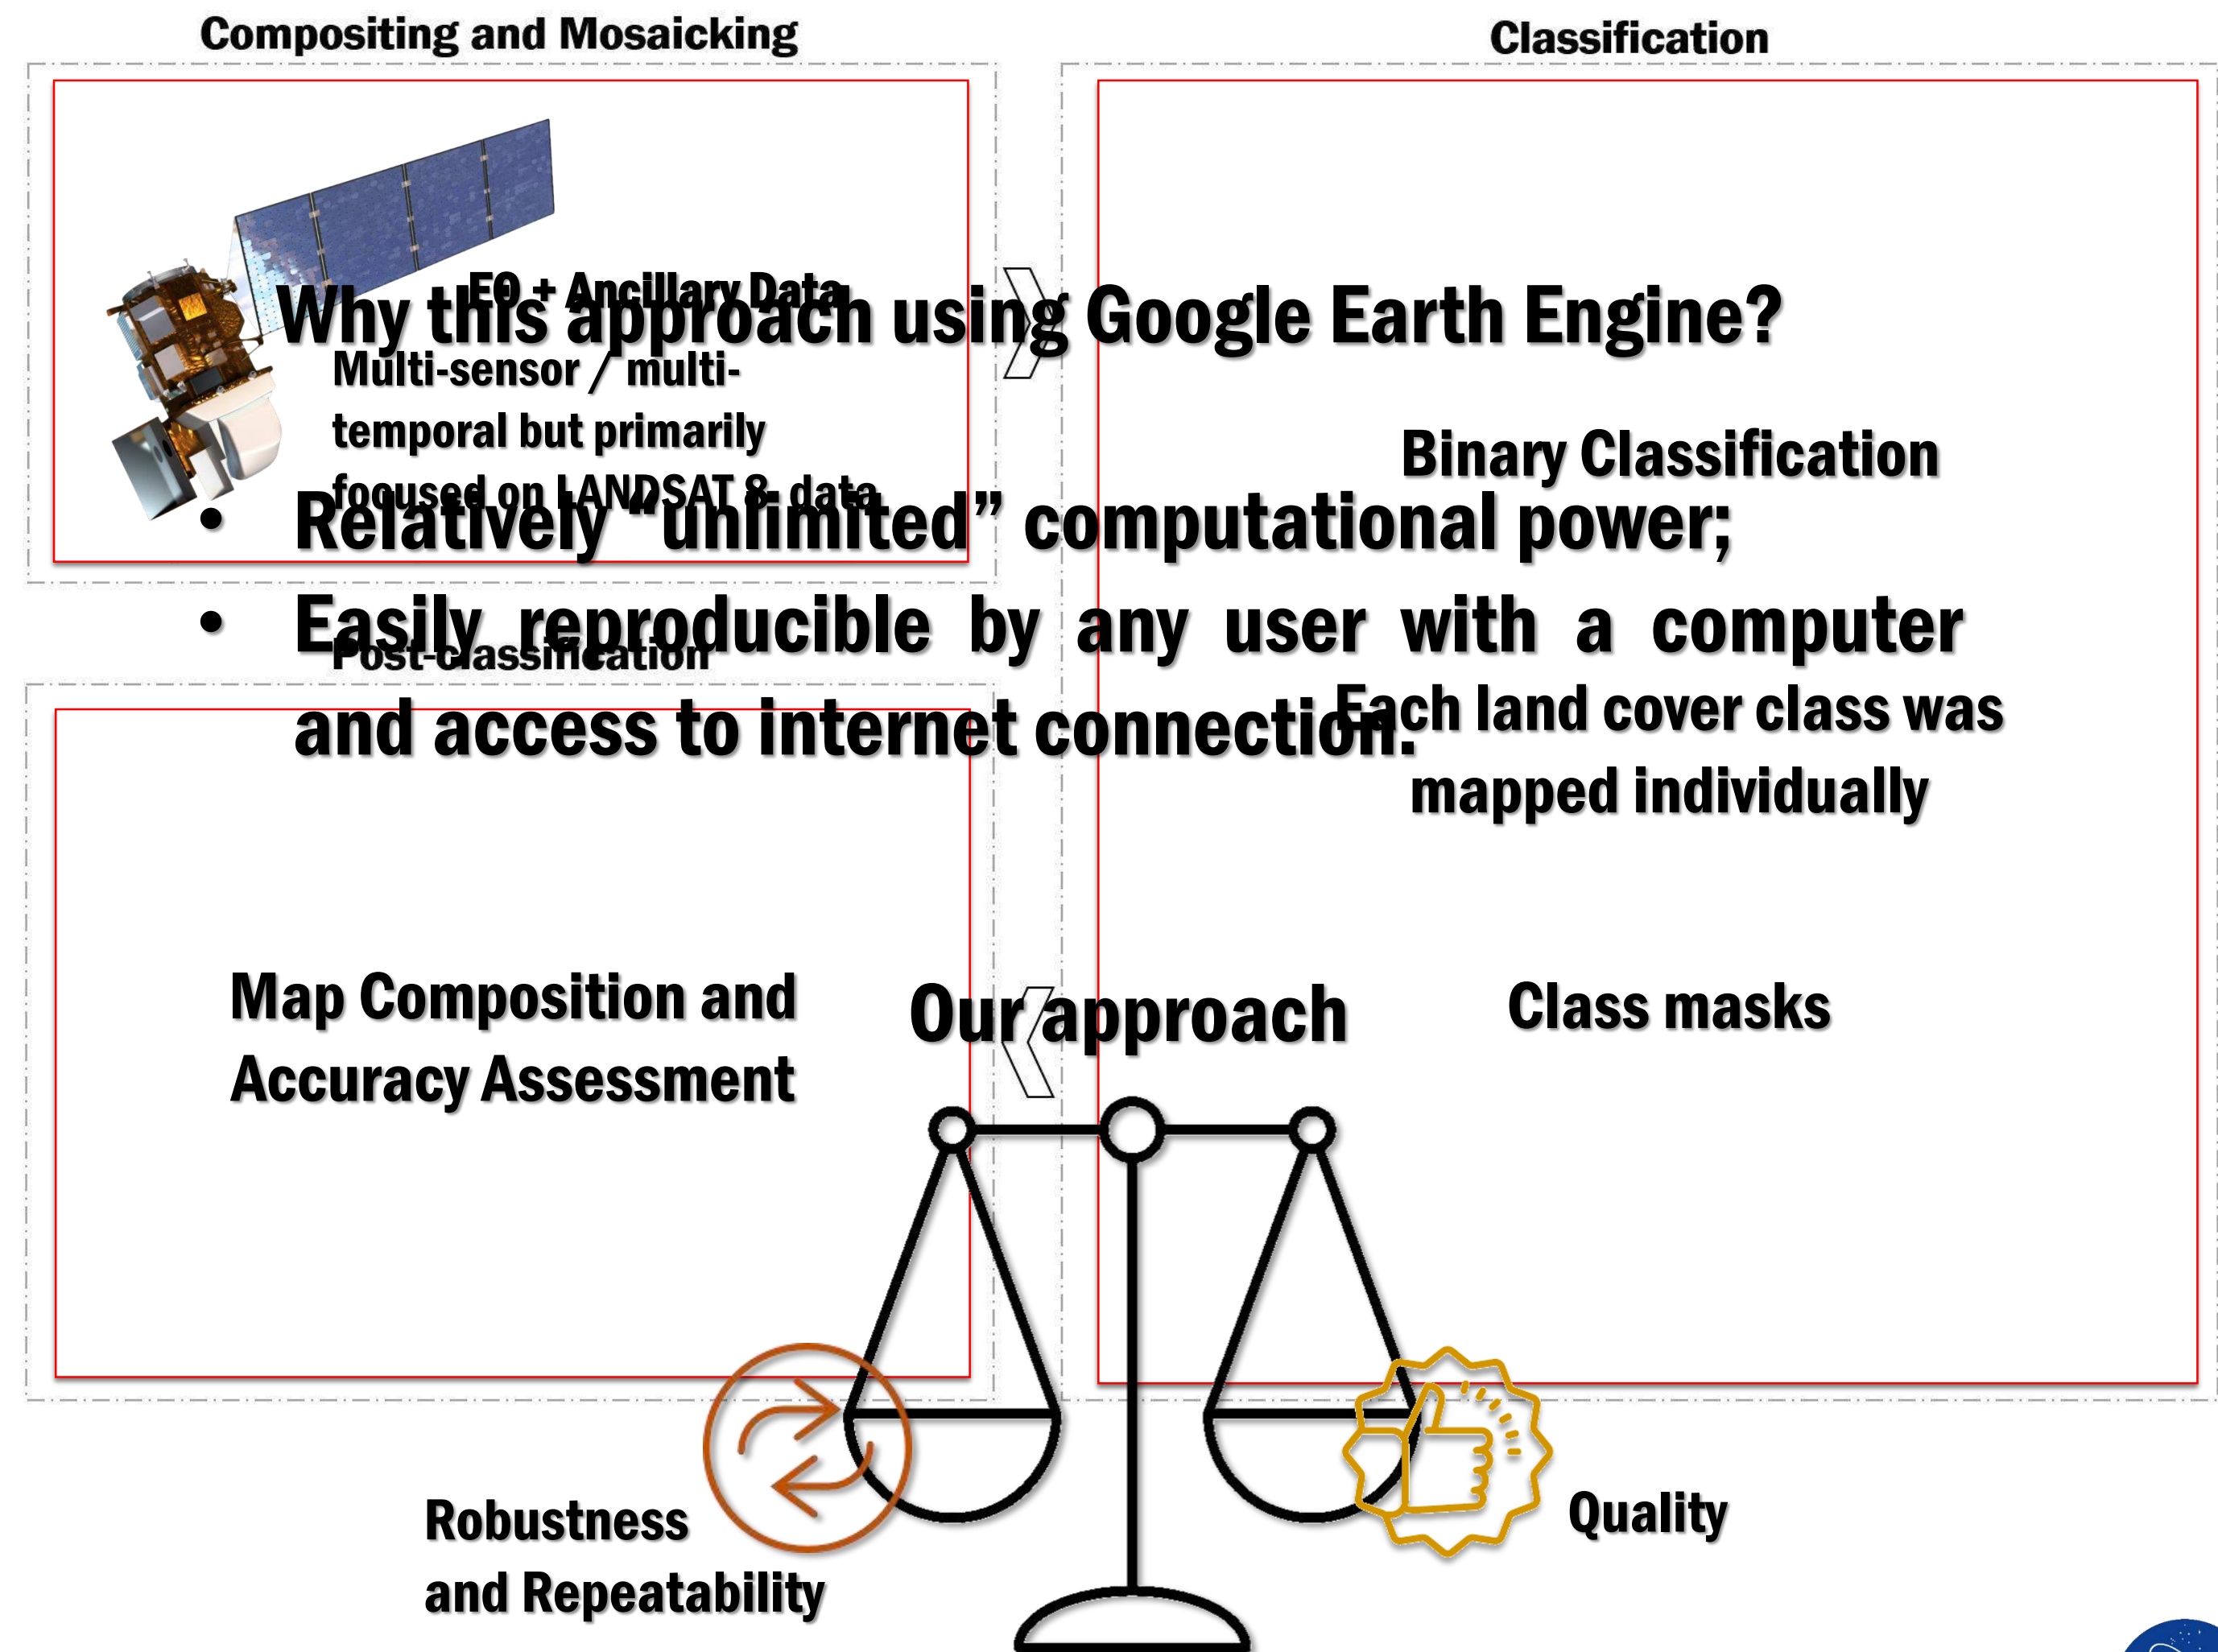 Compositing and Mosaicking
Classification
EO + Ancillary Data
Multi-sensor / multi-
temporal but primarily
focused on LANDSAT 8 data
Why this approach using Google Earth Engine?
• Relatively “unlimited” computational power;
• Easily reproducible by any user with a computer
and access to internet connection.
Binary Classification
Each land cover class was
mapped individually
Class masks
Post-classification
Map Composition and
Accuracy Assessment
Our approach
Robustness
and Repeatability
Quality